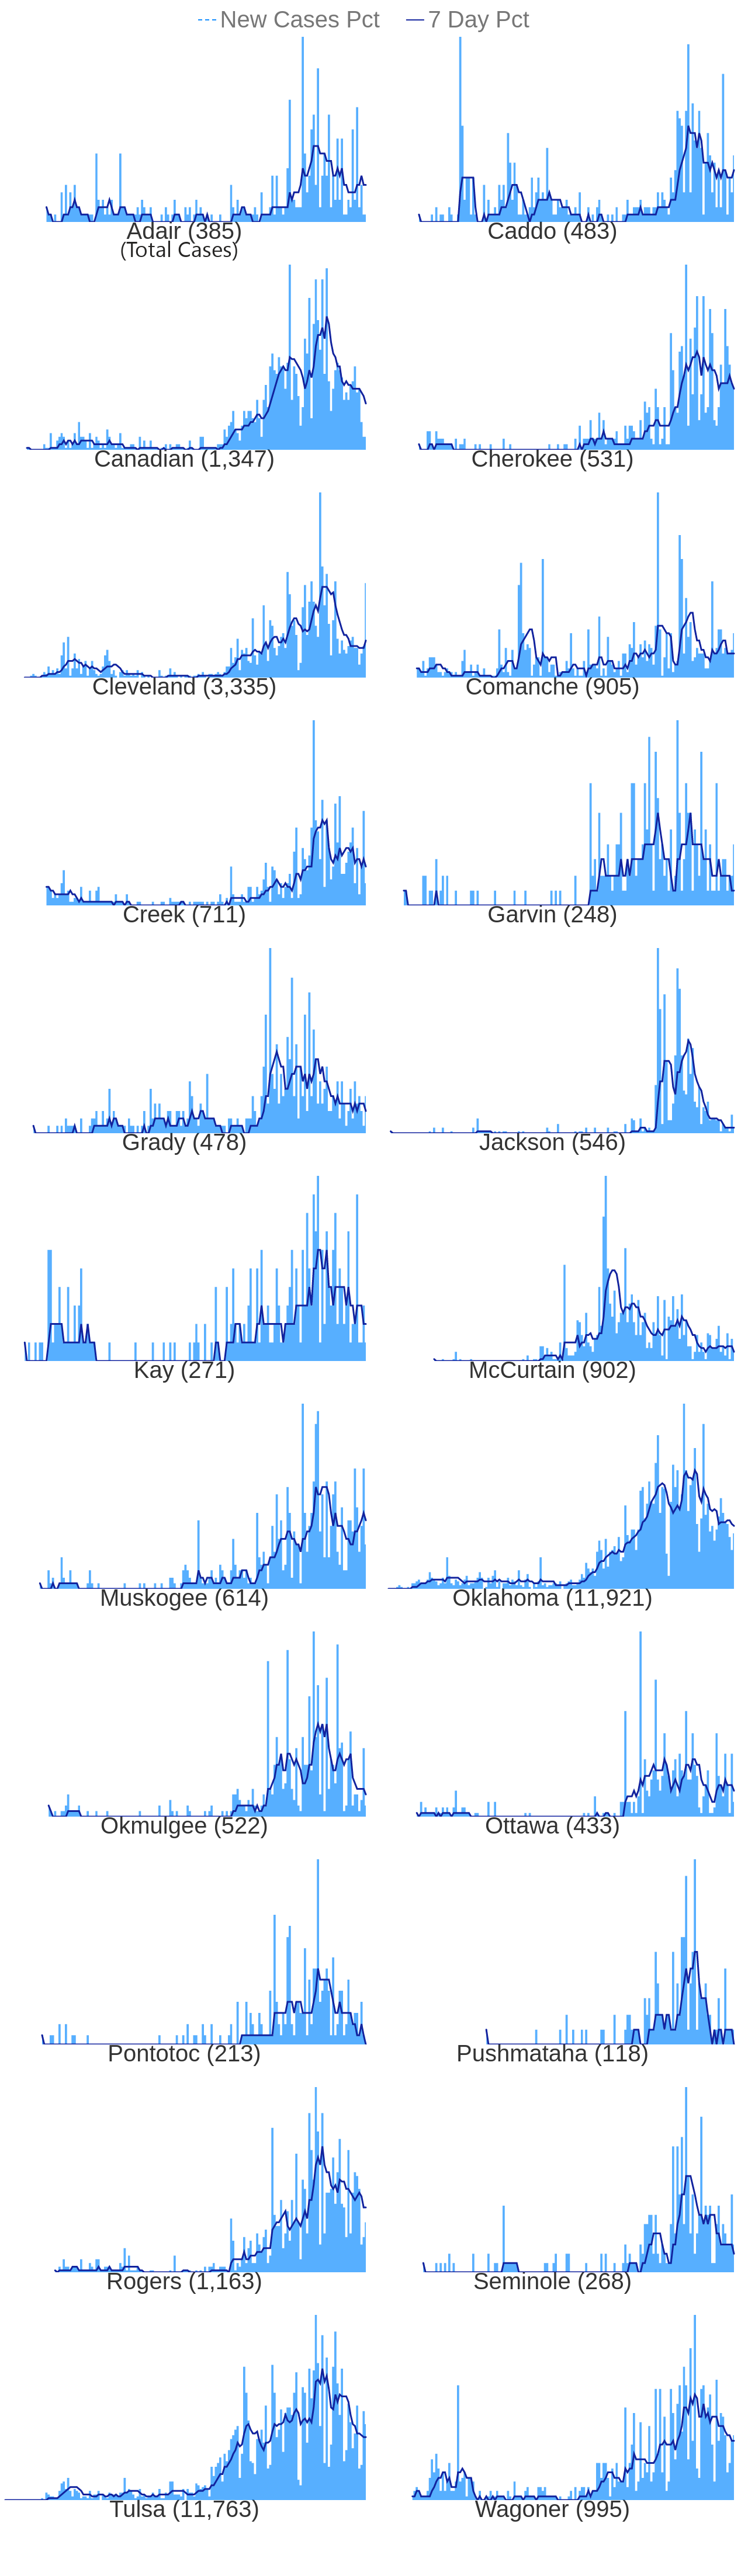 New Cases Pct 7 Day Pct
Adair (385) Caddo (483)
(Total Cases)
Canadian (1,347) Cherokee (531)
Cleveland (3,335) Comanche (905)
Creek (711) Garvin (248)
Grady (478) Jackson (546)
Kay (271) McCurtain (902)
Muskogee (614) Oklahoma (11,921)
Okmulgee (522) Ottawa (433)
Pontotoc (213) Pushmataha (118)
Rogers (1,163) Seminole (268)
Tulsa (11,763) Wagoner (995)